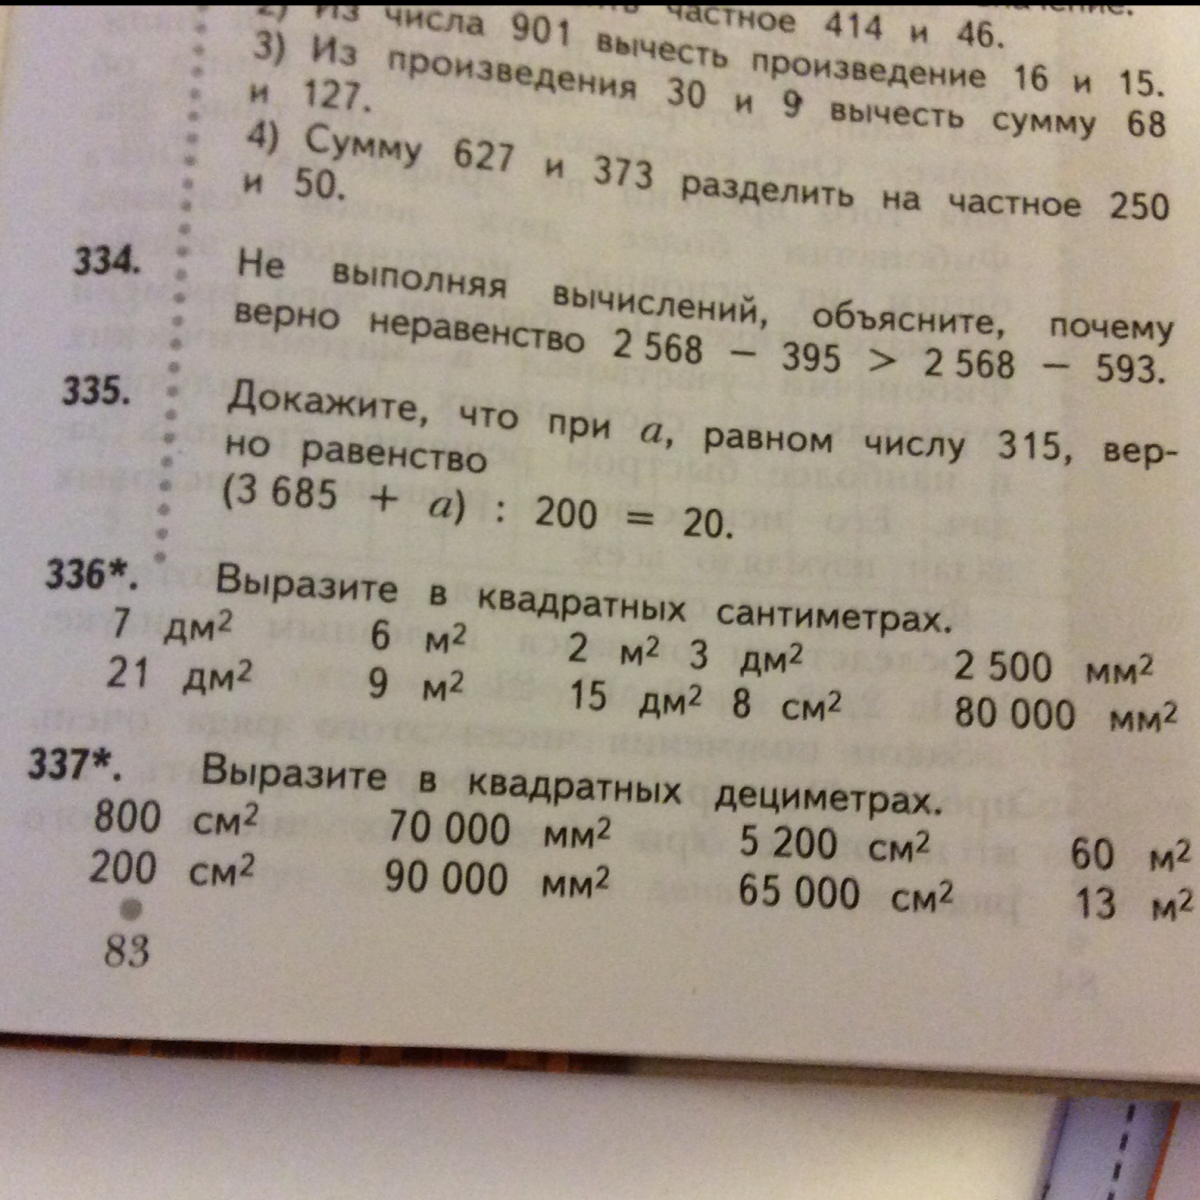 частное 414 и 46.
2) Из числа 901 вычесть произведение 16 и 15.
3) Из произведения 30 и 9 вычесть сумму 68
и 127.
4) Сумму 627 и 373 разделить на частное 250
и 50.
334. Не выполняя вычислений, объясните, почему
верно неравенство 2 568 − 395 > 2 568 − 593.
335. Докажите, что при a, равном числу 315, вер-
но равенство
(3 685 + a) : 200 = 20.
336*. Выразите в квадратных сантиметрах.
7 дм² 6 м² 2 м² 3 дм² 2 500 мм²
21 дм² 9 м² 15 дм² 8 см² 80 000 мм²
337*. Выразите в квадратных дециметрах.
800 см² 70 000 мм² 5 200 см² 60 м²
200 см² 90 000 мм² 65 000 см² 13 м²
83